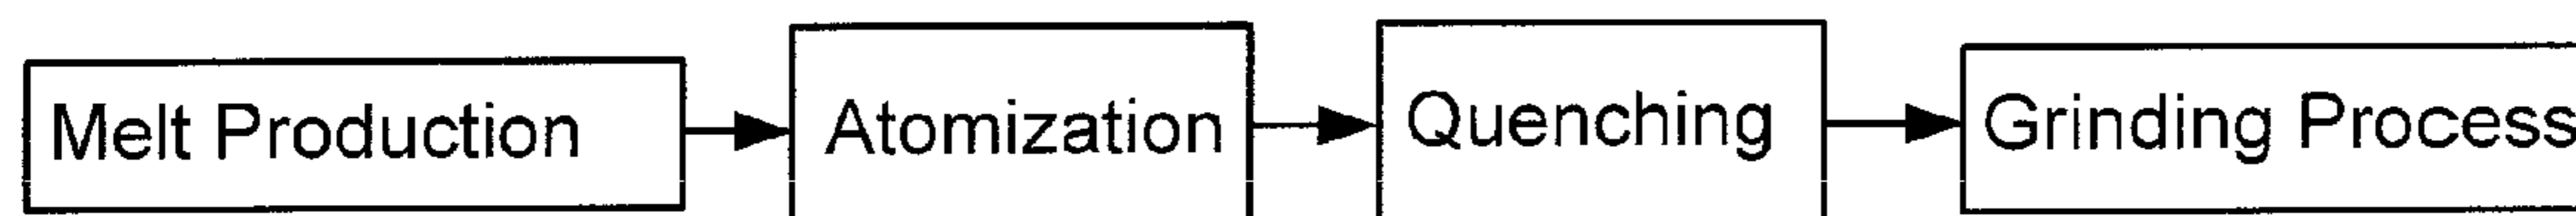 Melt Production
Atomization
Quenching
Grinding Process